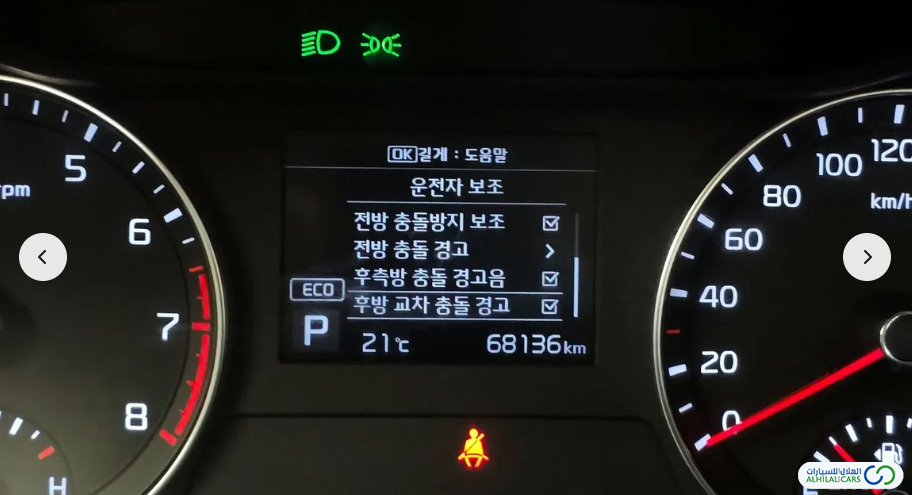 OK길게 : 도움말
운전자 보조
전방 충돌방지 보조
전방 충돌 경고
후측방 충돌 경고음
후방 교차 충돌 경고
ECO
P
21℃
68136km
5
6
7
8
rpm
H
120
100
80
60
40
20
0
km/h
الهلال للسيارات
ALHILAL CARS